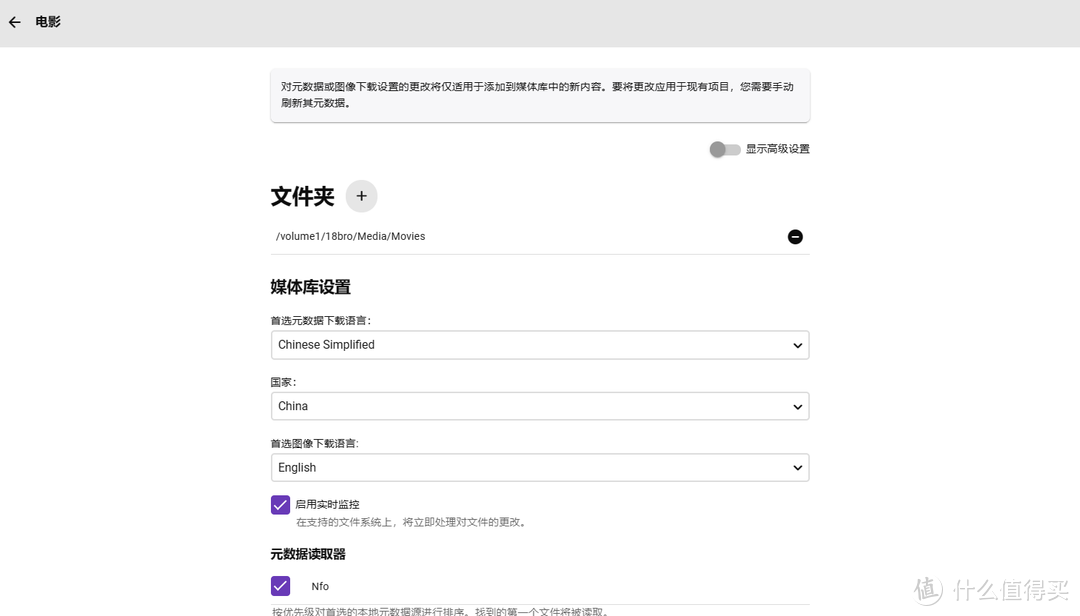 电影
对元数据或图像下载设置的更改将仅适用于添加到媒体库中的新内容。要将更改应用于现有项目，您需要手动
刷新其元数据。
显示高级设置
文件夹
/volume1/18bro/Media/Movies
媒体库设置
首选元数据下载语言：
Chinese Simplified
国家：
China
首选图像下载语言:
English
启用实时监控
在支持的文件系统上，将立即处理对文件的更改。
元数据读取器
Nfo
按优先级对首选的本地元数据源进行排序。找到的第一个文件将被读取。
值 什么值得买